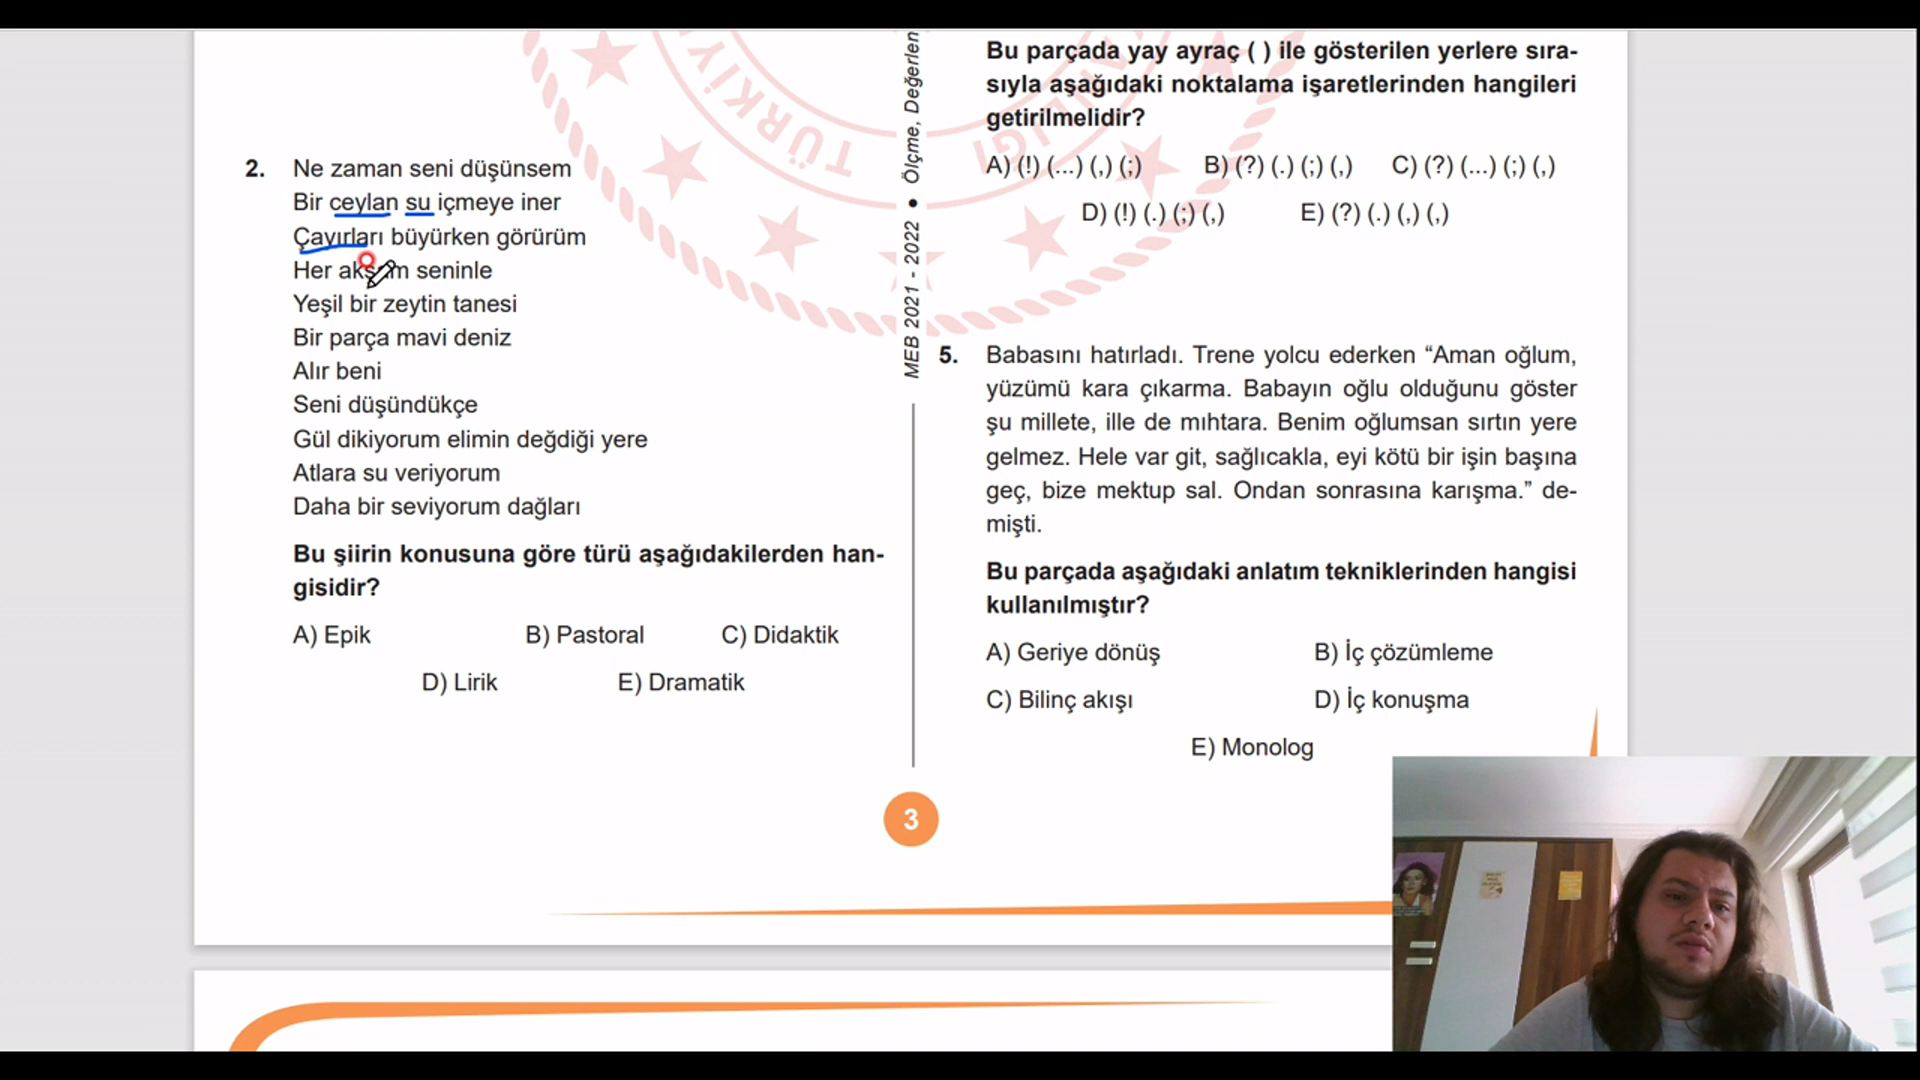 2. Ne zaman seni düşünsem
Bir ceylan su içmeye iner
Çayırları büyürken görürüm
Her akşam seninle
Yeşil bir zeytin tanesi
Bir parça mavi deniz
Alır beni
Seni düşündükçe
Gül dikiyorum elimin değdiği yere
Atlara su veriyorum
Daha bir seviyorum dağları
Bu şiirin konusuna göre türü aşağıdakilerden han-
gisidir?
A) Epik B) Pastoral C) Didaktik
D) Lirik E) Dramatik
TÜRKİY
MEB 2021 - 2022 ● Ölçme, Değerlen
Bu parçada yay ayraç ( ) ile gösterilen yerlere sıra-
sıyla aşağıdaki noktalama işaretlerinden hangileri
getirilmelidir?
A) (!) (...) (,) (;) B) (?) (.) (;) (,) C) (?) (...) (;) (,)
D) (!) (.) (;) (,) E) (?) (.) (,) (,)
5. Babasını hatırladı. Trene yolcu ederken “Aman oğlum,
yüzümü kara çıkarma. Babayın oğlu olduğunu göster
şu millete, ille de mıhtara. Benim oğlumsan sırtın yere
gelmez. Hele var git, sağlıcakla, eyi kötü bir işin başına
geç, bize mektup sal. Ondan sonrasına karışma.” de-
mişti.
Bu parçada aşağıdaki anlatım tekniklerinden hangisi
kullanılmıştır?
A) Geriye dönüş B) İç çözümleme
C) Bilinç akışı D) İç konuşma
E) Monolog
3